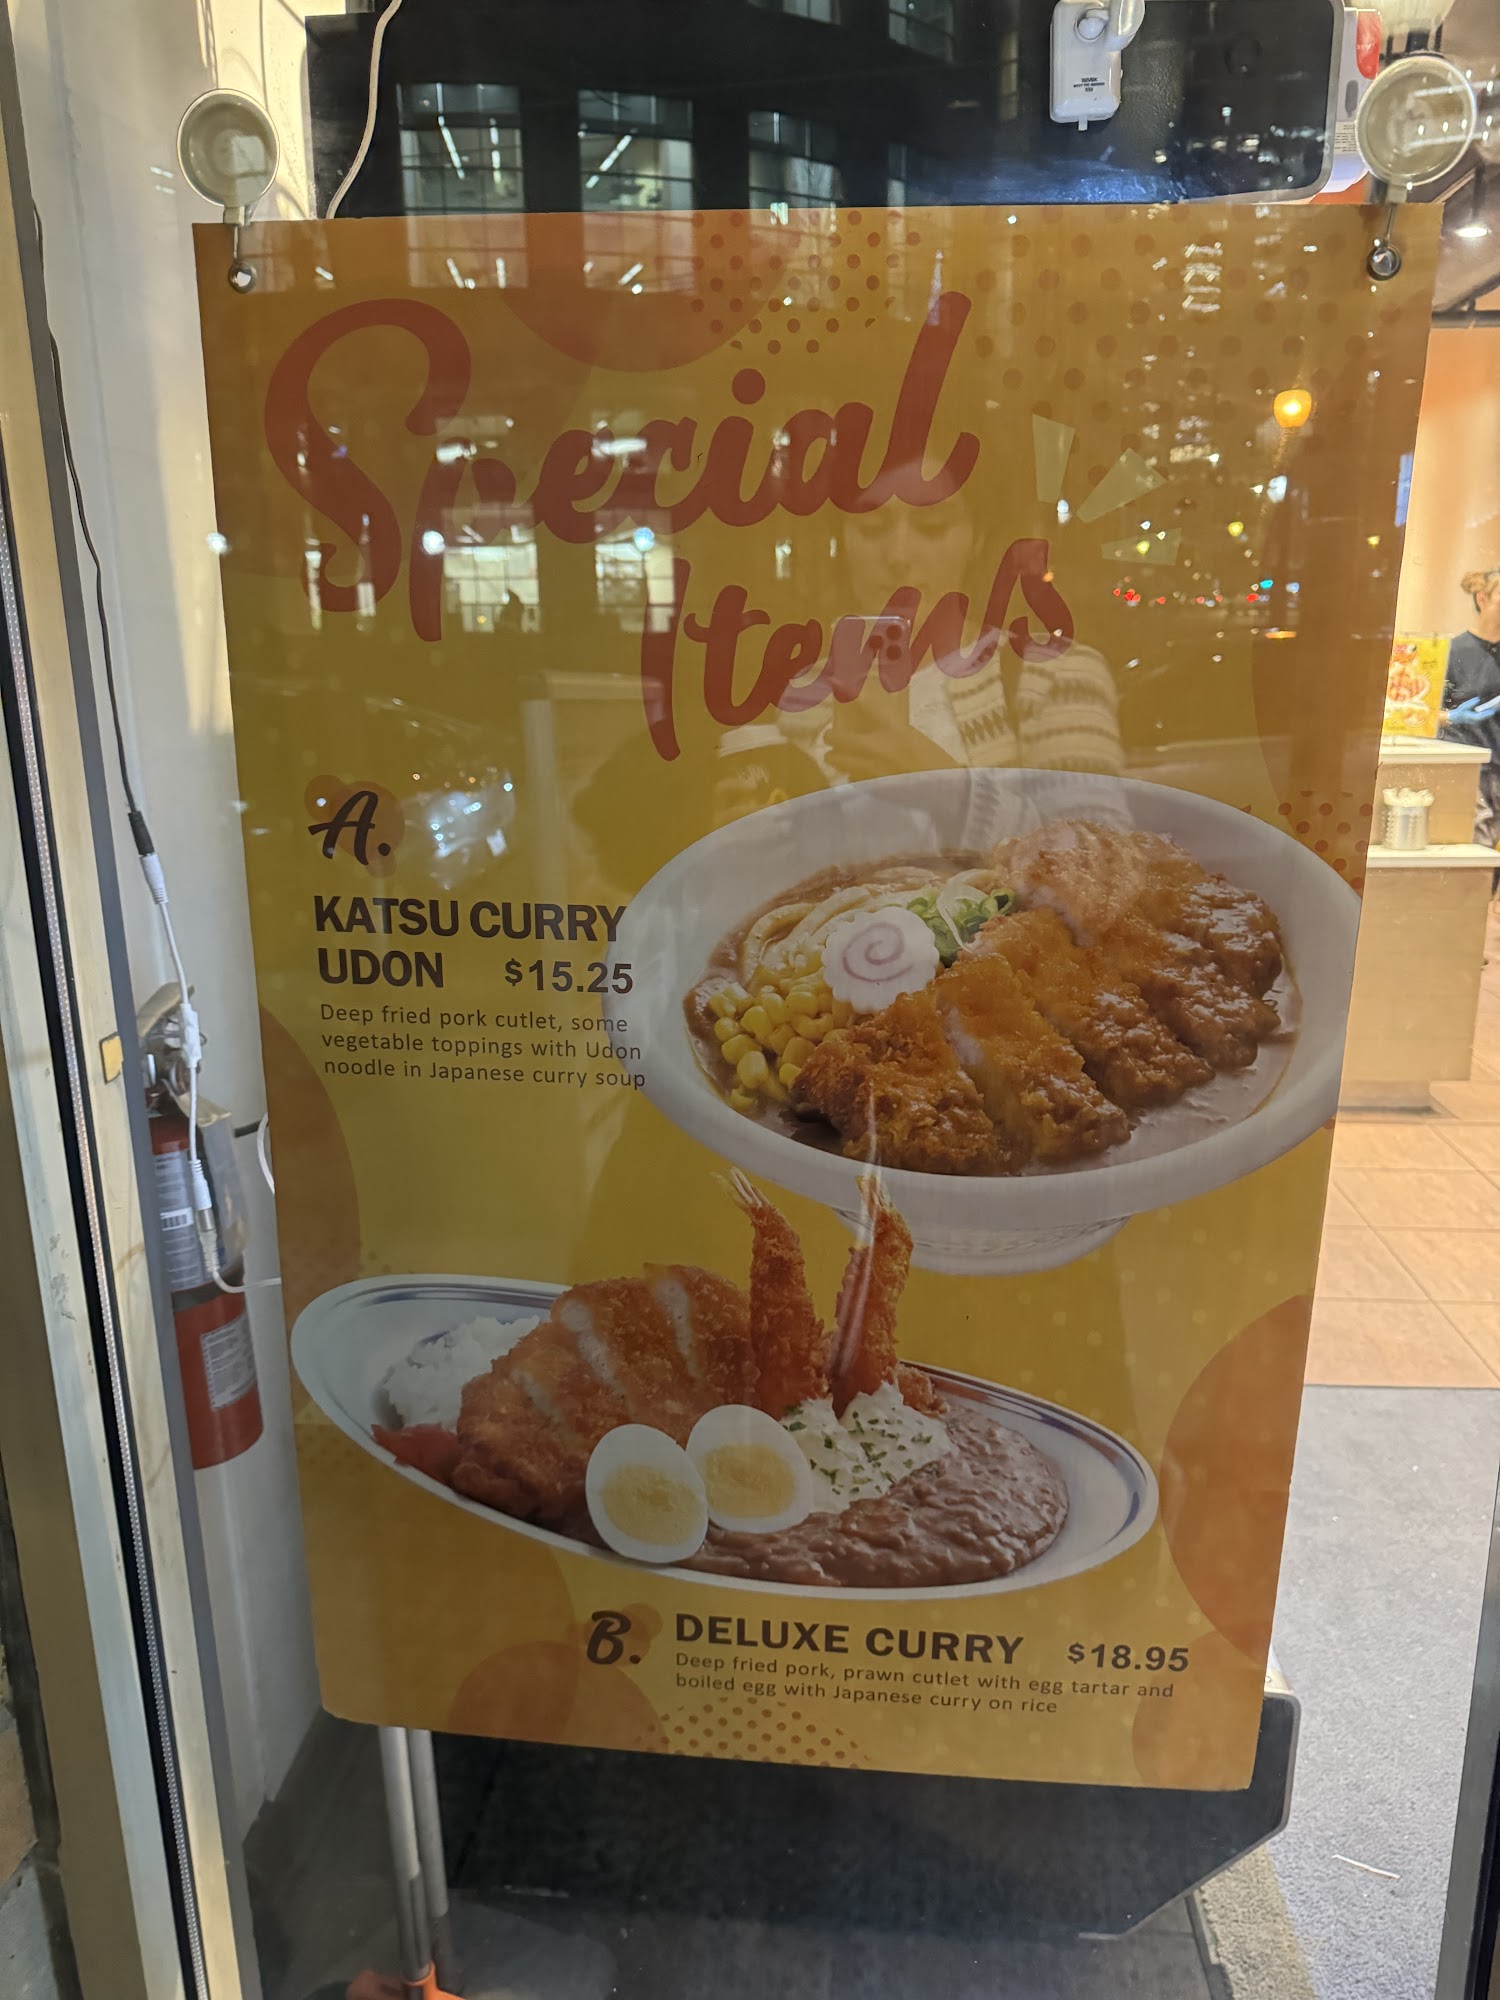 Special
Items
A.
KATSU CURRY
UDON $15.25
Deep fried pork cutlet, some
vegetable toppings with Udon
noodle in Japanese curry soup
B. DELUXE CURRY $18.95
Deep fried pork, prawn cutlet with egg tartar and
boiled egg with Japanese curry on rice